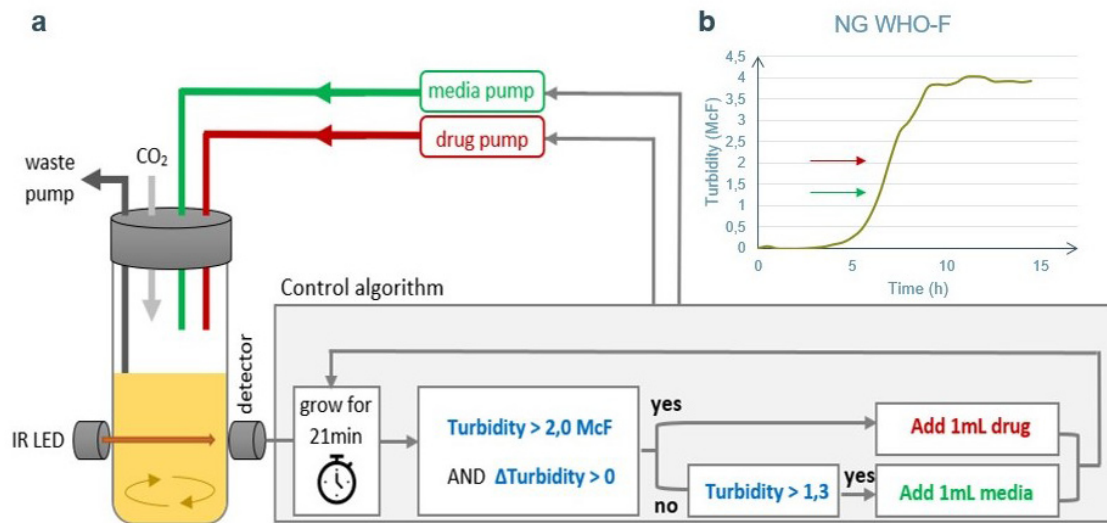 a
media pump
drug pump
waste
pump
CO₂
IR LED
detector
Control algorithm
grow for
21min
Turbidity > 2,0 McF
AND ΔTurbidity > 0
yes
no
Turbidity > 1,3
yes
Add 1mL drug
Add 1mL media
b
NG WHO-F
Turbidity (McF)
4,5
4
3,5
3
2,5
2
1,5
1
0,5
0
0
5
10
15
Time (h)